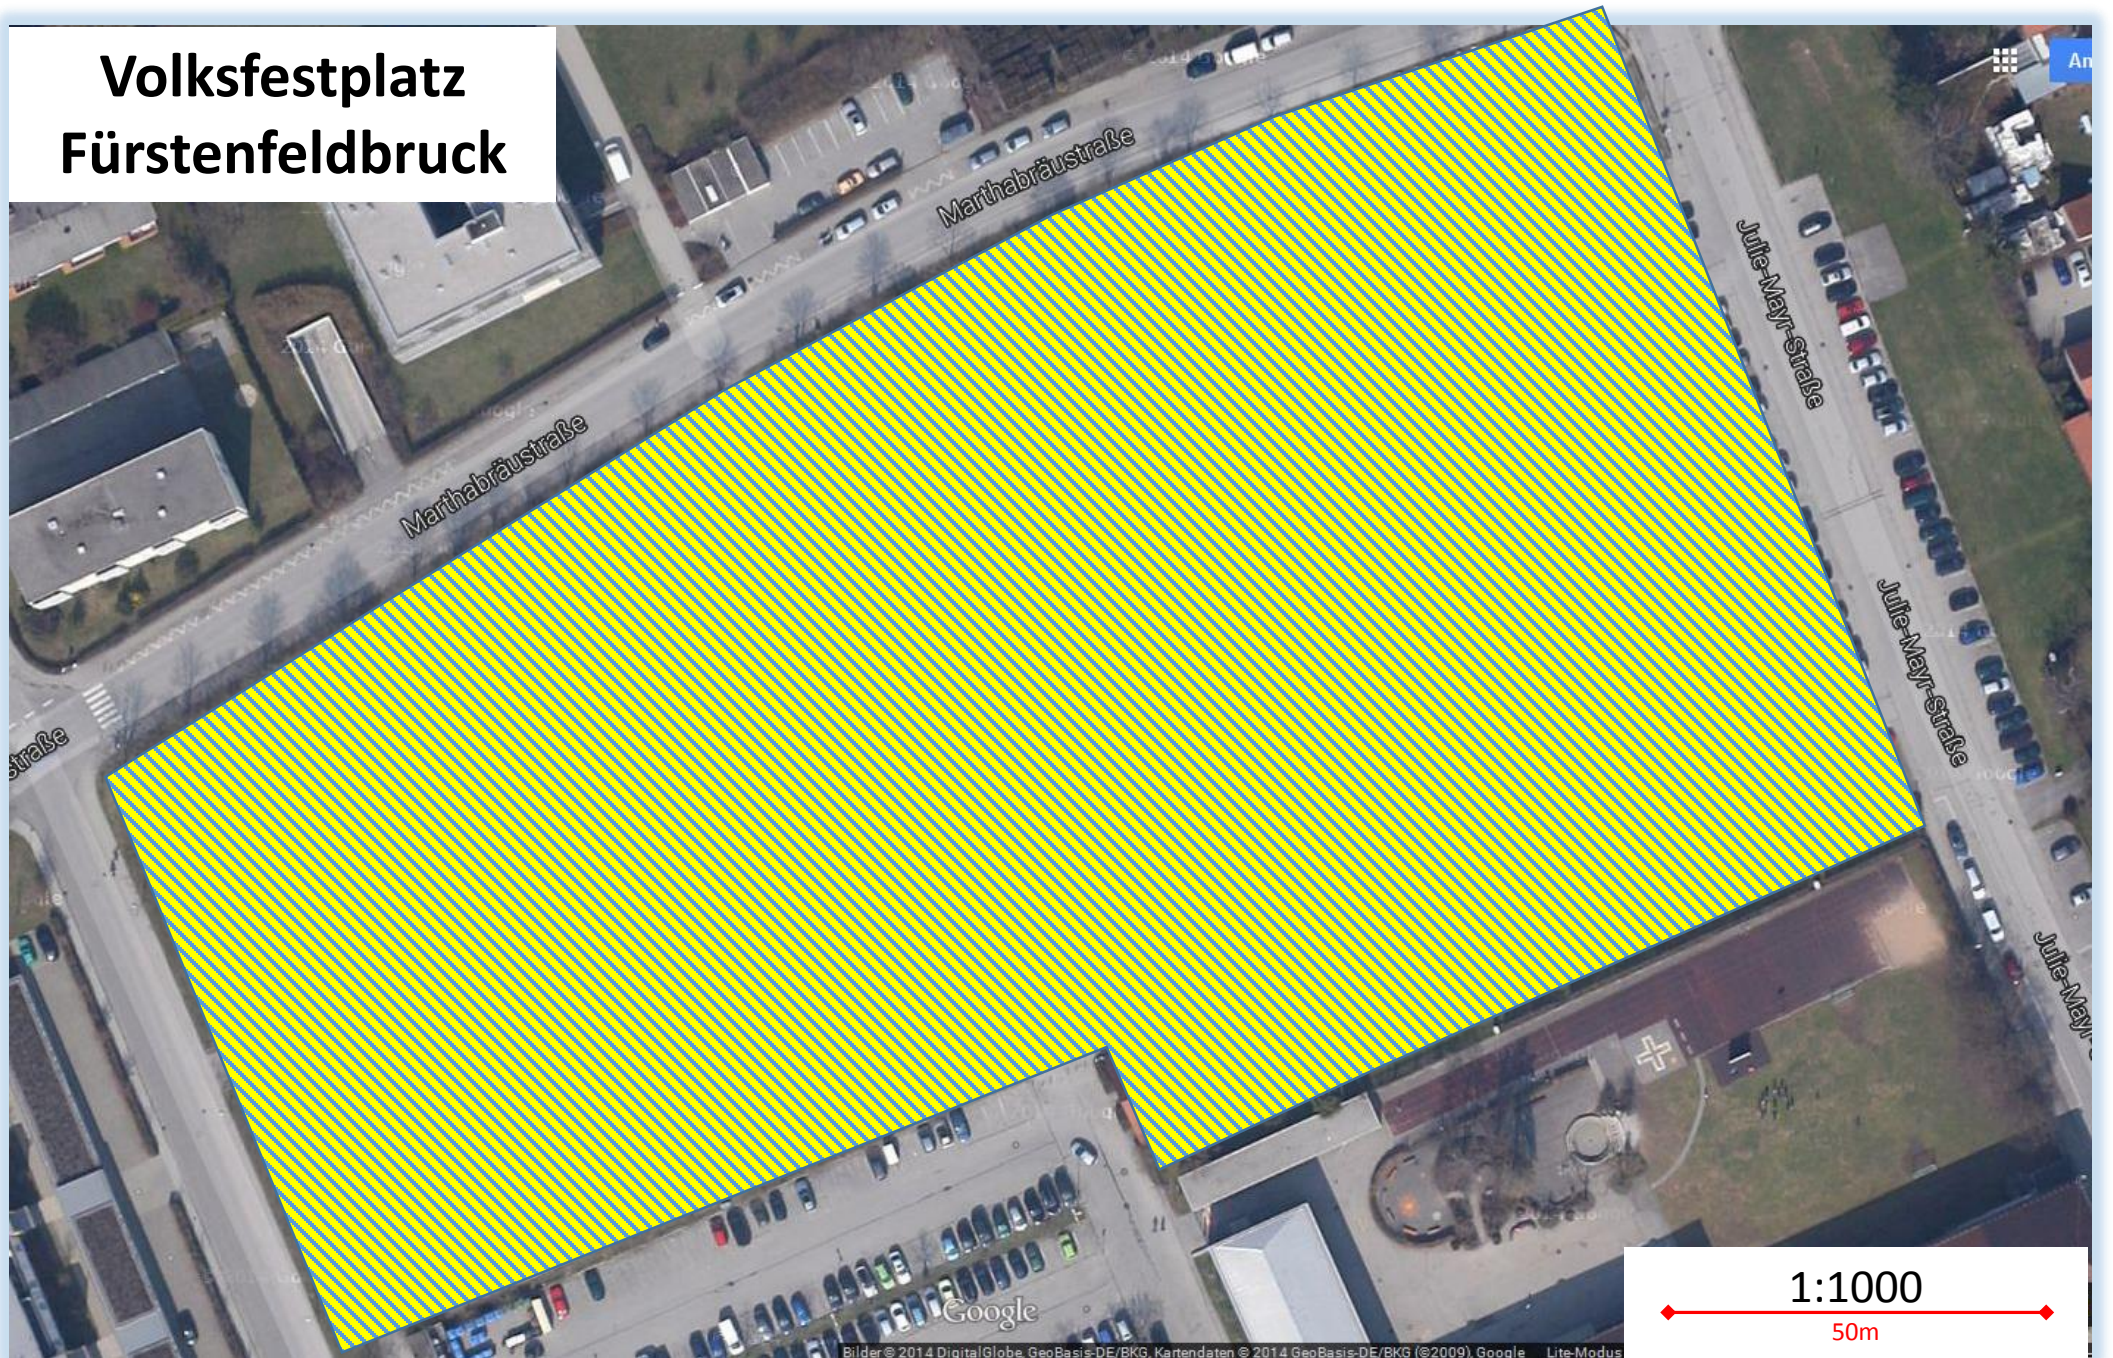 Volksfestplatz
Fürstenfeldbruck
An
Marthabräustraße
Julie-Mayr-Straße
Marthabräustraße
Julie-Mayr-Straße
straße
Julie-Mayr-S
Google
1:1000
50m
Bilder © 2014 DigitalGlobe, GeoBasis-DE/BKG, Kartendaten © 2014 GeoBasis-DE/BKG (©2009), Google Lite-Modus